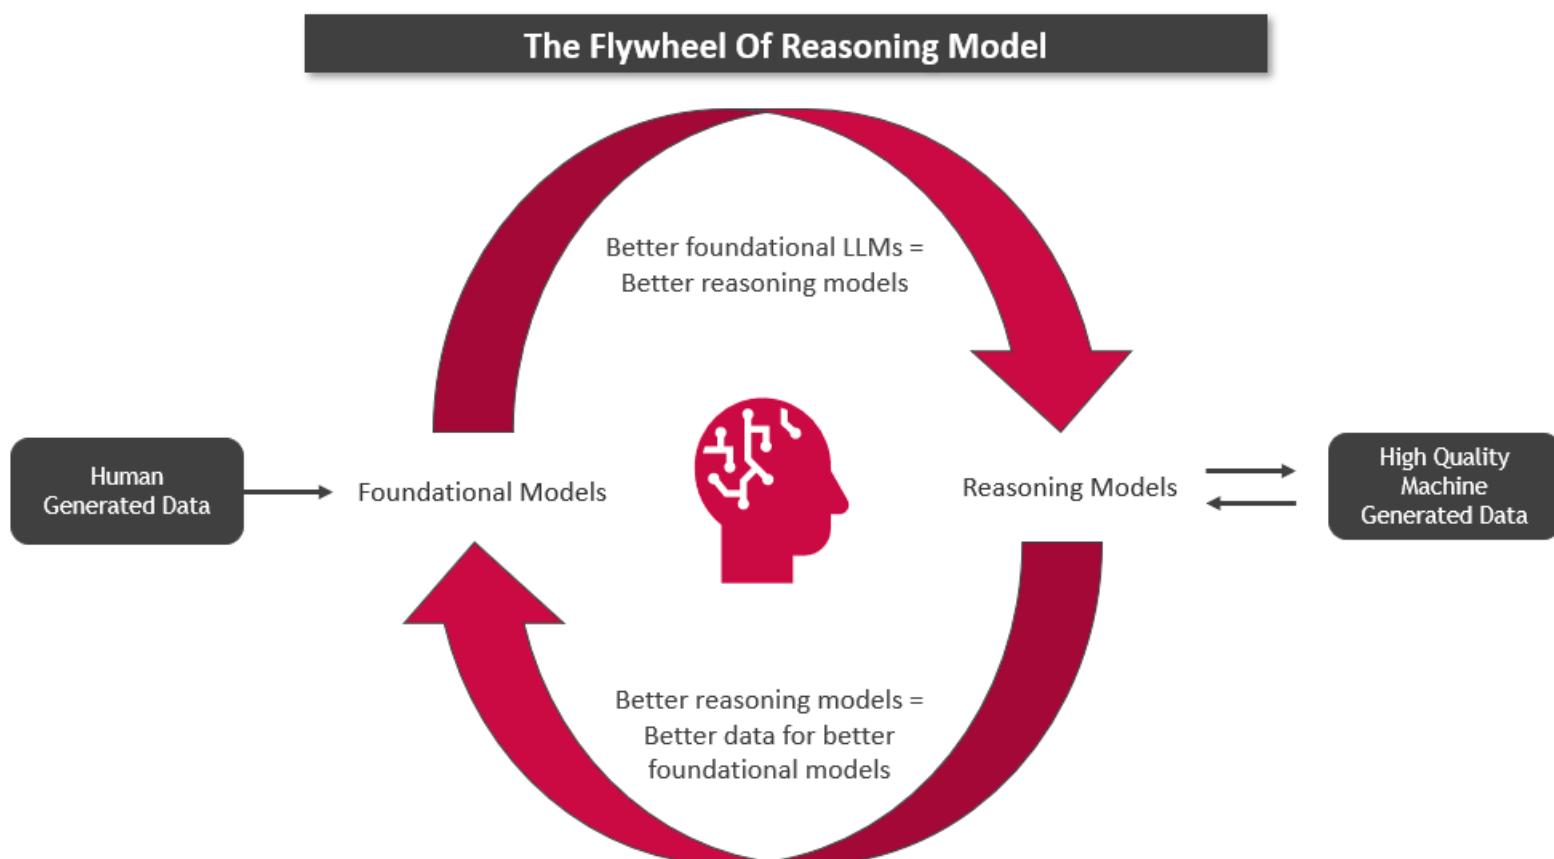 The Flywheel Of Reasoning Model
Better foundational LLMs =
Better reasoning models
Human
Generated Data
Foundational Models
Reasoning Models
High Quality
Machine
Generated Data
Better reasoning models =
Better data for better
foundational models